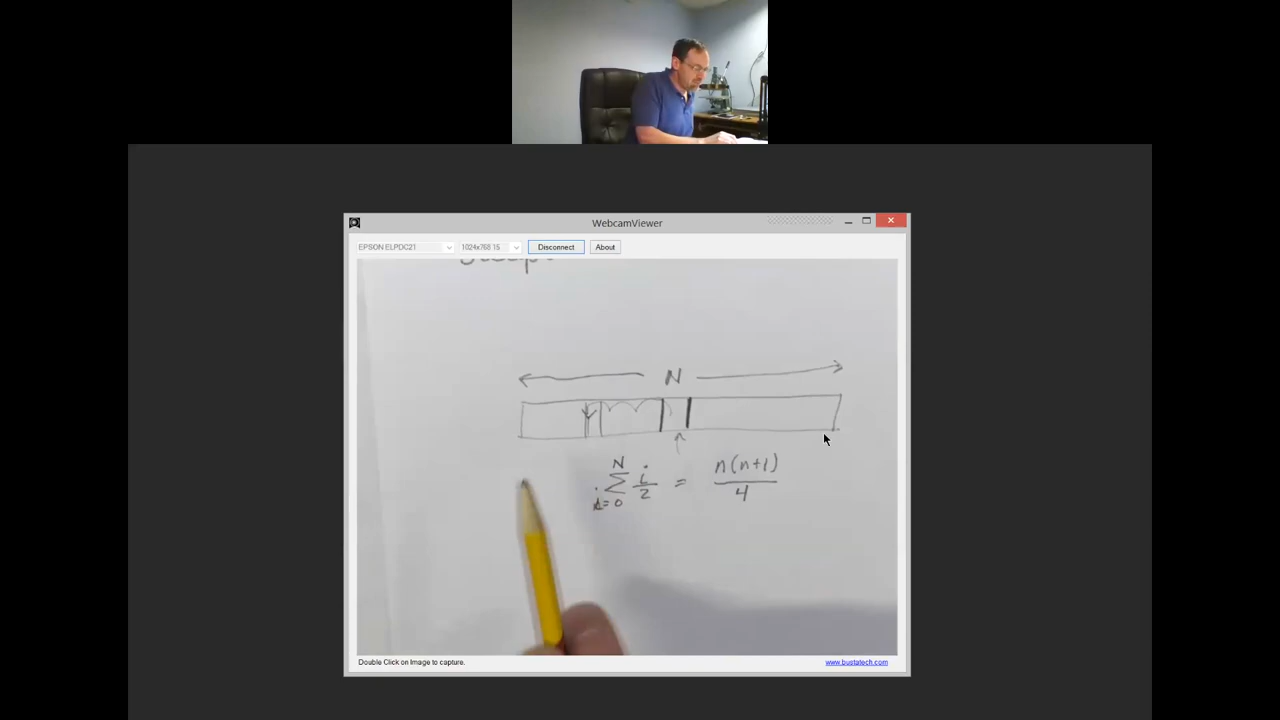 WebcamViewer
EPSON ELPDC21 1024x768 15 Disconnect About
N
N
∑ i/2 = n(n+1)/4
i=0
Double Click on Image to capture. www.bustatech.com